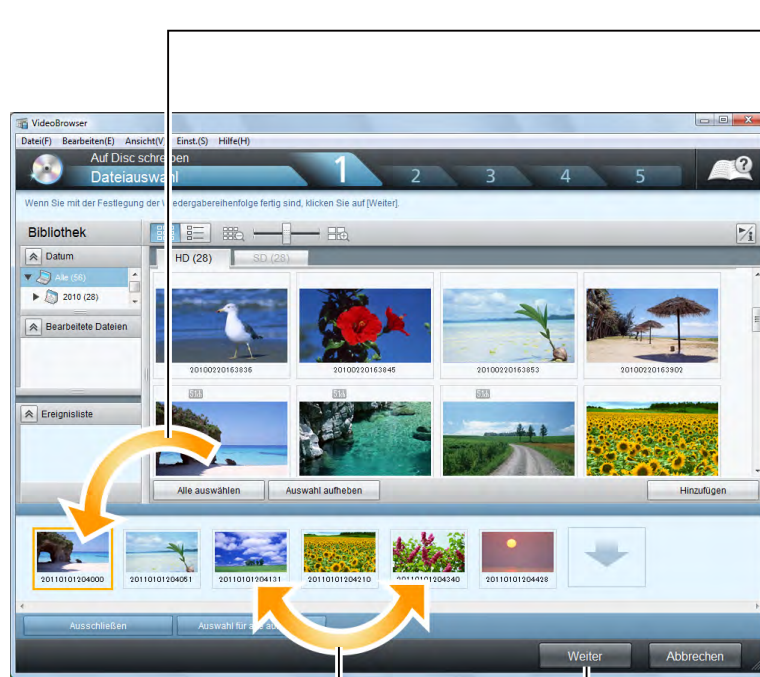 VideoBrowser
Datei(F) Bearbeiten(E) Ansicht(V) Einst.(S) Hilfe(H)
Auf Disc schreiben
Dateiauswahl
1 2 3 4 5
Wenn Sie mit der Festlegung der Wiedergabereihenfolge fertig sind, klicken Sie auf [Weiter].
Bibliothek
Datum
HD (28) SD (28)
Alle (56)
2010 (28)
Bearbeitete Dateien
20100220163836 20100220163845 20100220163853 20100220163902
Ereignisliste
Alle auswählen Auswahl aufheben Hinzufügen
20110101204000 20110101204051 20110101204131 20110101204210 20110101204340 20110101204428
Ausschließen Auswahl für
Weiter Abbrechen